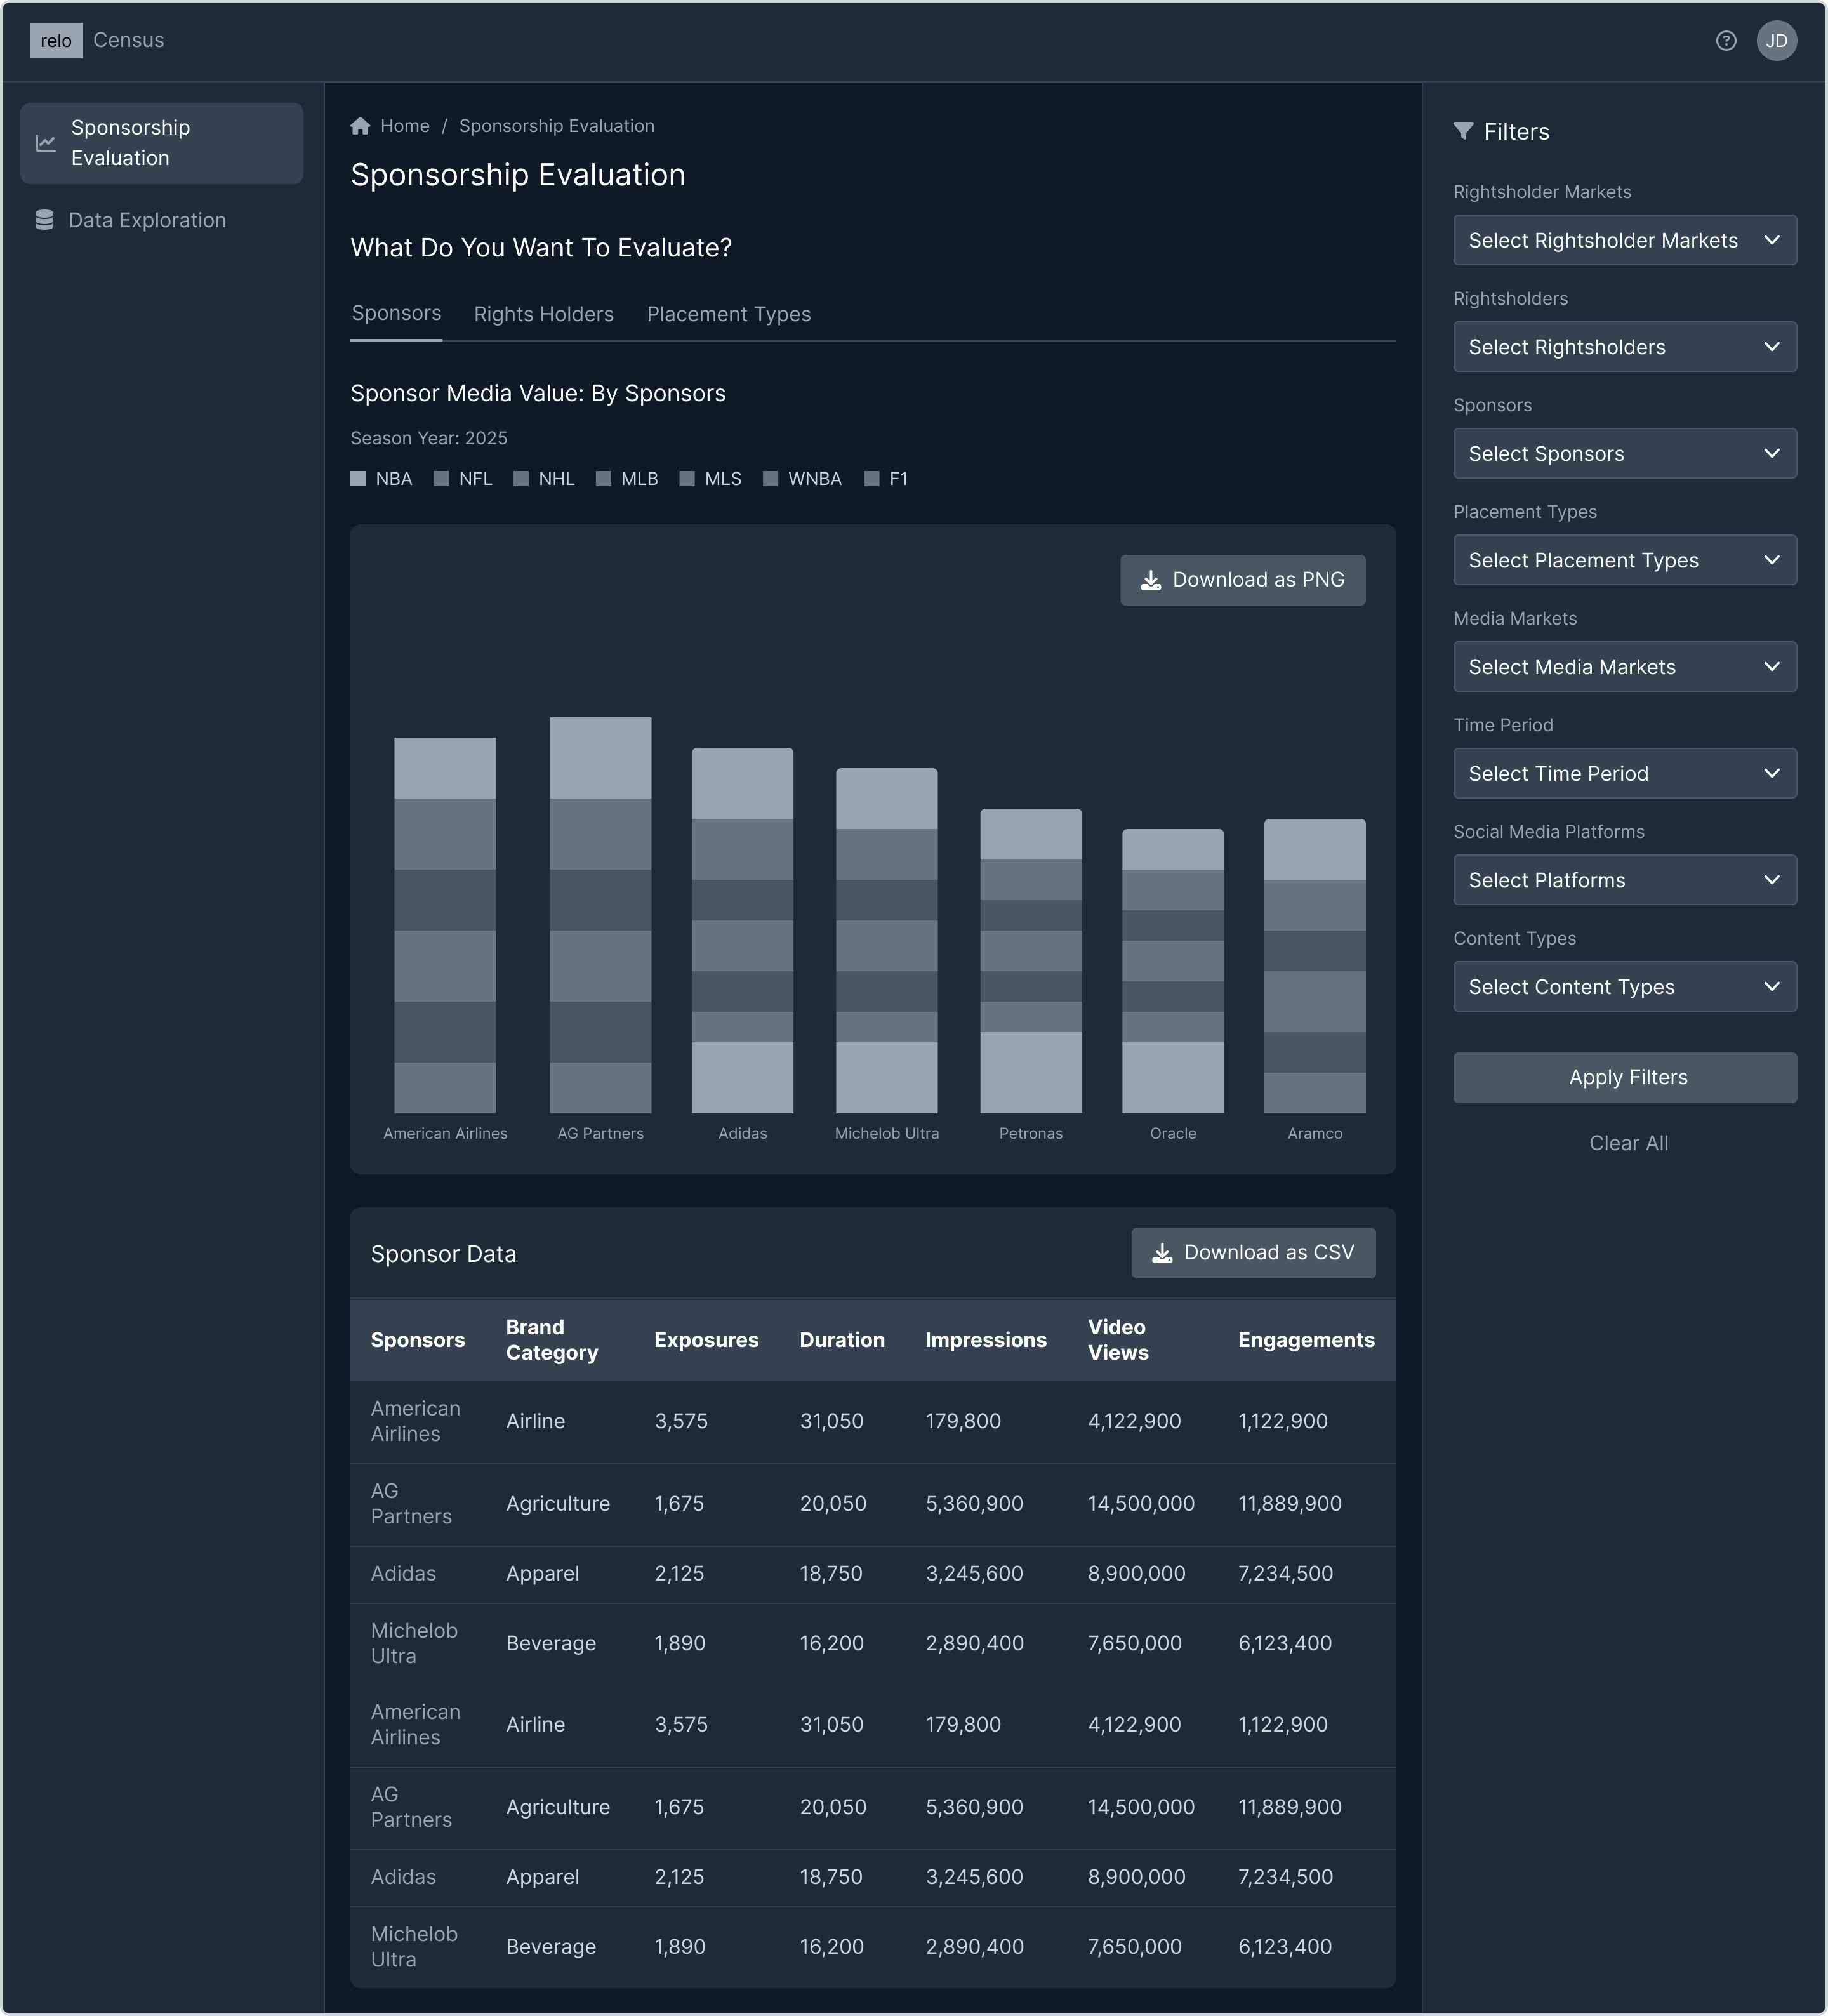 relo Census
JD
Sponsorship
Evaluation
Data Exploration
Home / Sponsorship Evaluation
Sponsorship Evaluation
What Do You Want To Evaluate?
Sponsors Rights Holders Placement Types
Sponsor Media Value: By Sponsors
Season Year: 2025
NBA NFL NHL MLB MLS WNBA F1
Download as PNG
American Airlines AG Partners Adidas Michelob Ultra Petronas Oracle Aramco
Sponsor Data
Download as CSV
Sponsors Brand Category Exposures Duration Impressions Video Views Engagements
American Airlines Airline 3,575 31,050 179,800 4,122,900 1,122,900
AG Partners Agriculture 1,675 20,050 5,360,900 14,500,000 11,889,900
Adidas Apparel 2,125 18,750 3,245,600 8,900,000 7,234,500
Michelob Ultra Beverage 1,890 16,200 2,890,400 7,650,000 6,123,400
American Airlines Airline 3,575 31,050 179,800 4,122,900 1,122,900
AG Partners Agriculture 1,675 20,050 5,360,900 14,500,000 11,889,900
Adidas Apparel 2,125 18,750 3,245,600 8,900,000 7,234,500
Michelob Ultra Beverage 1,890 16,200 2,890,400 7,650,000 6,123,400
Filters
Rightsholder Markets
Select Rightsholder Markets
Rightsholders
Select Rightsholders
Sponsors
Select Sponsors
Placement Types
Select Placement Types
Media Markets
Select Media Markets
Time Period
Select Time Period
Social Media Platforms
Select Platforms
Content Types
Select Content Types
Apply Filters
Clear All